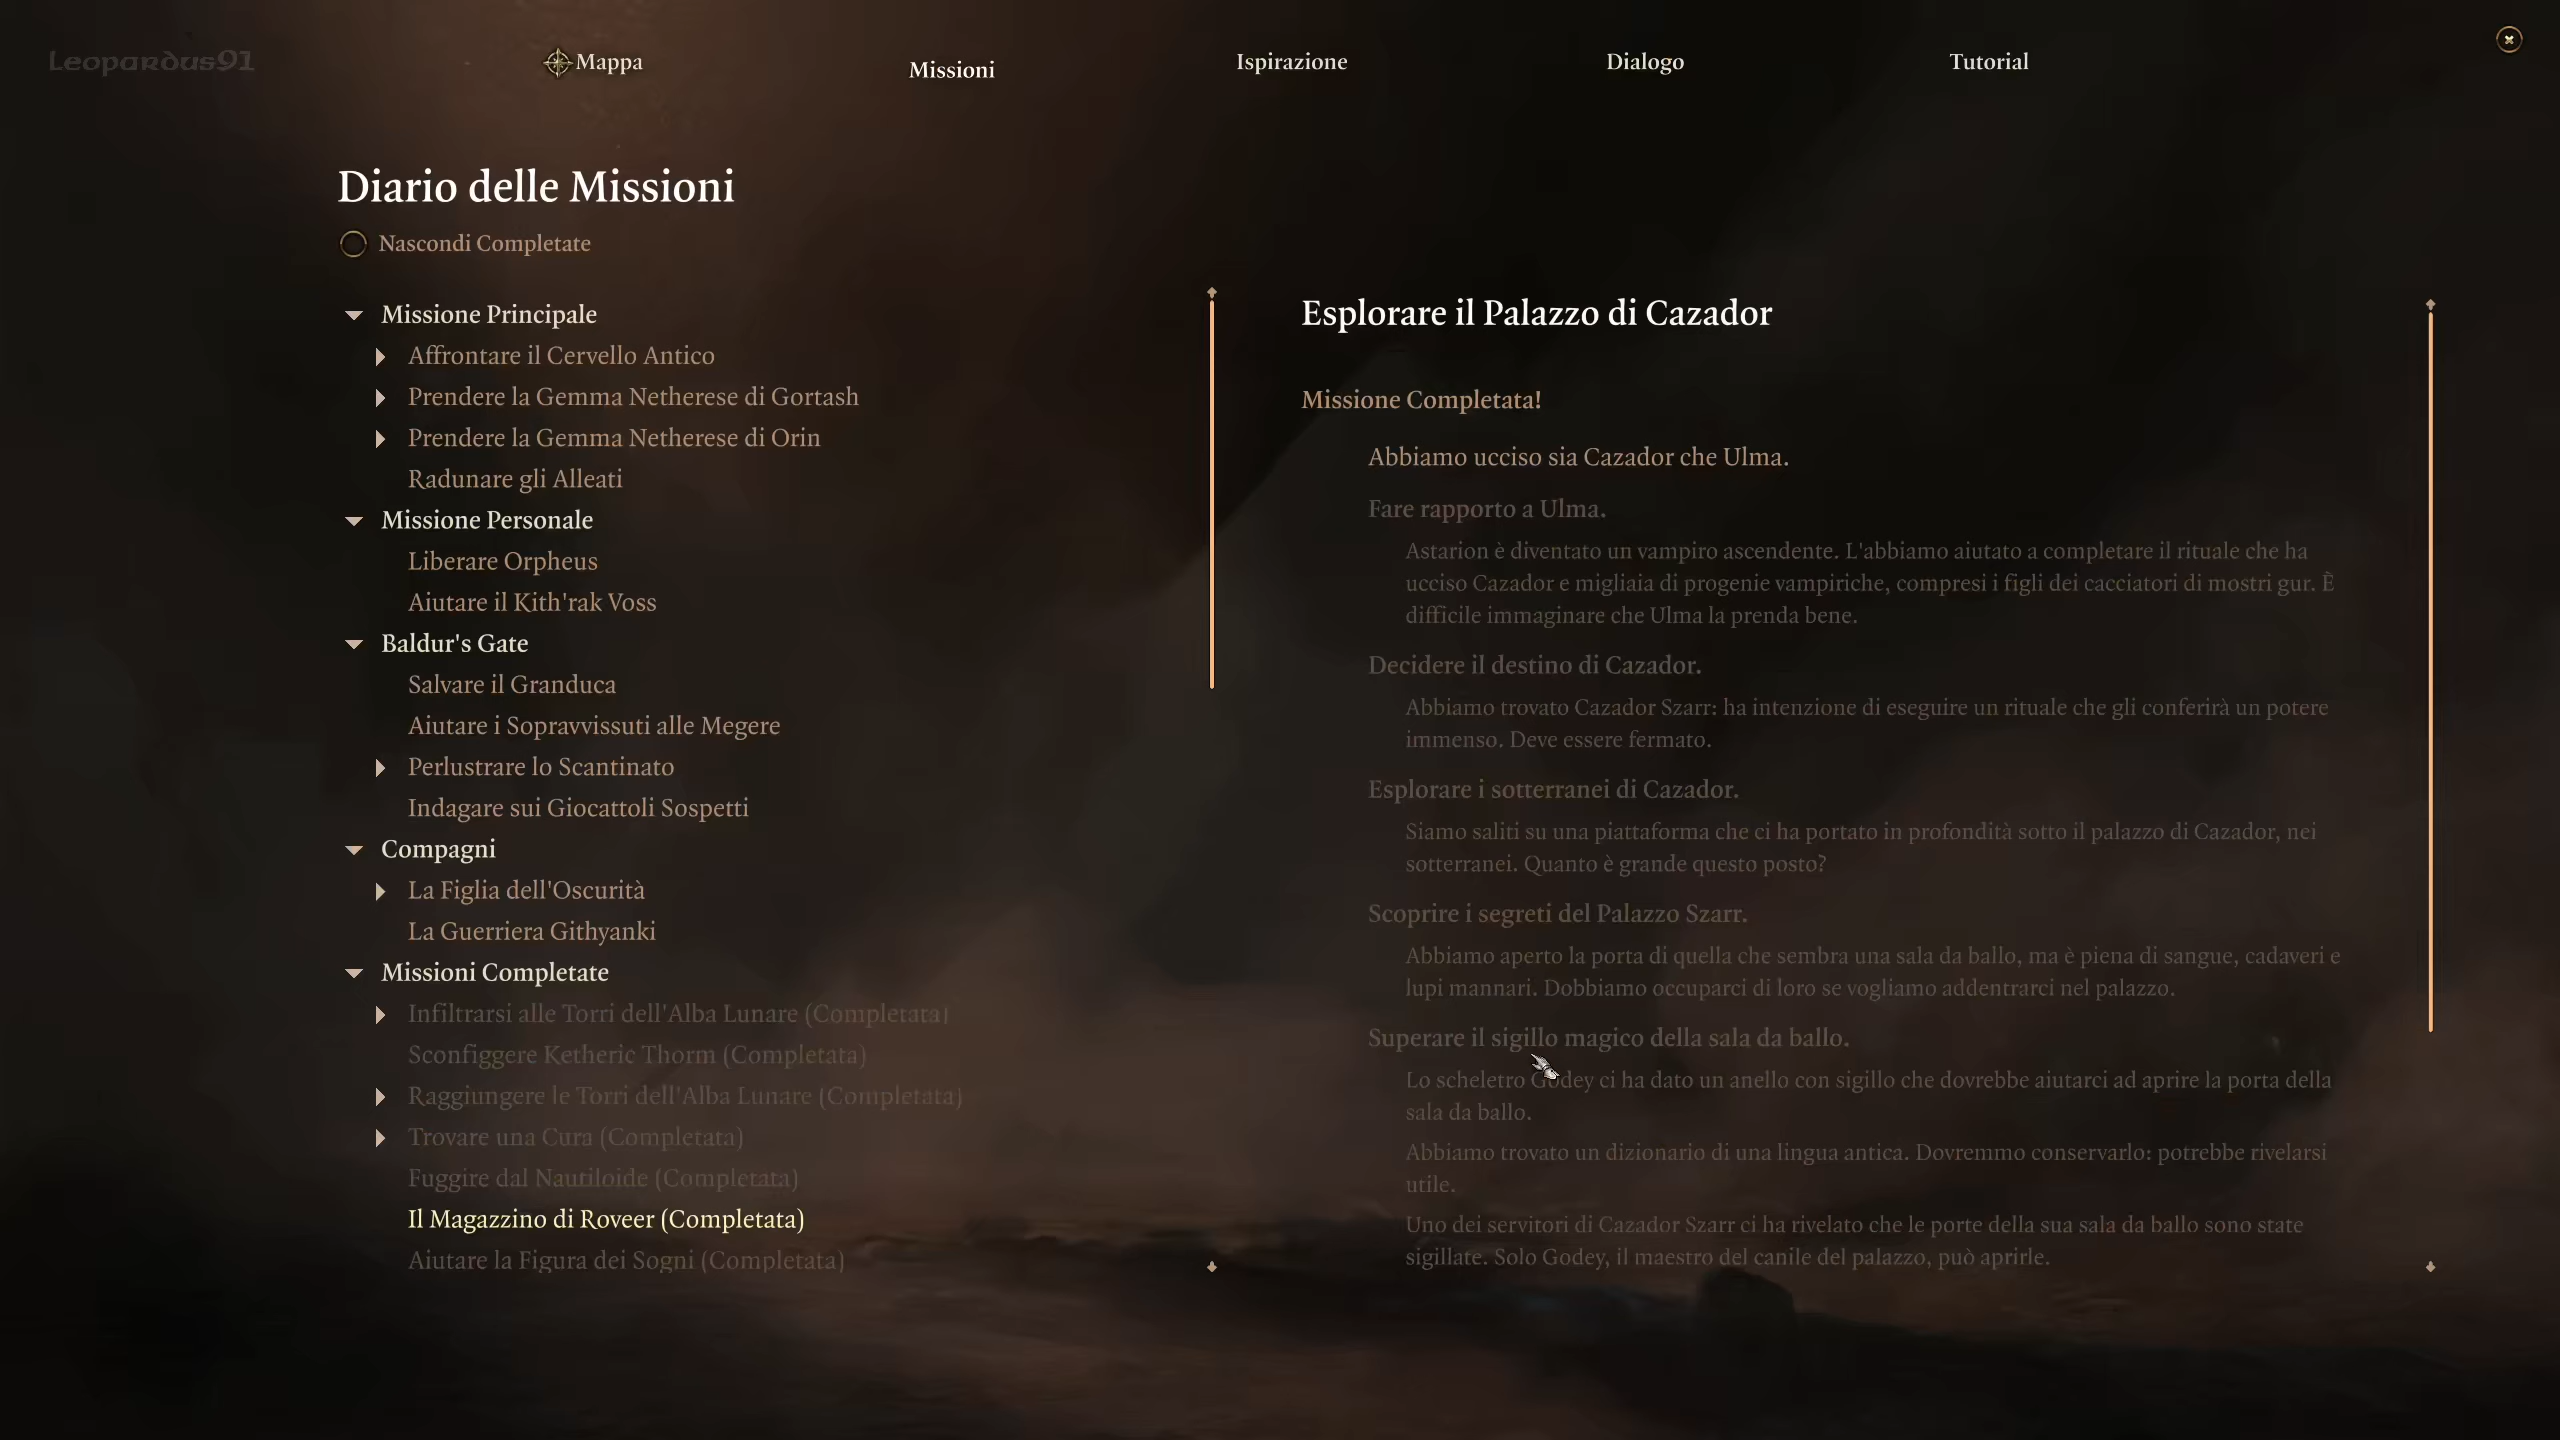 Leopardus91
Mappa
Missioni
Ispirazione
Dialogo
Tutorial
Diario delle Missioni
Nascondi Completate
Missione Principale
Affrontare il Cervello Antico
Prendere la Gemma Netherese di Gortash
Prendere la Gemma Netherese di Orin
Radunare gli Alleati
Missione Personale
Liberare Orpheus
Aiutare il Kith'rak Voss
Baldur's Gate
Salvare il Granduca
Aiutare i Sopravvissuti alle Megere
Perlustrare lo Scantinato
Indagare sui Giocattoli Sospetti
Compagni
La Figlia dell'Oscurità
La Guerriera Githyanki
Missioni Completate
Infiltrarsi alle Torri dell'Alba Lunare (Completata)
Sconfiggere Ketheric Thorm (Completata)
Raggiungere le Torri dell'Alba Lunare (Completata)
Trovare una Cura (Completata)
Fuggire dal Nautiloide (Completata)
Il Magazzino di Roveer (Completata)
Aiutare la Figura dei Sogni (Completata)
Esplorare il Palazzo di Cazador
Missione Completata!
Abbiamo ucciso sia Cazador che Ulma.
Fare rapporto a Ulma.
Astarion è diventato un vampiro ascendente. L'abbiamo aiutato a completare il rituale che ha
ucciso Cazador e migliaia di progenie vampiriche, compresi i figli dei cacciatori di mostri gur. È
difficile immaginare che Ulma la prenda bene.
Decidere il destino di Cazador.
Abbiamo trovato Cazador Szarr: ha intenzione di eseguire un rituale che gli conferirà un potere
immenso. Deve essere fermato.
Esplorare i sotterranei di Cazador.
Siamo saliti su una piattaforma che ci ha portato in profondità sotto il palazzo di Cazador, nei
sotterranei. Quanto è grande questo posto?
Scoprire i segreti del Palazzo Szarr.
Abbiamo aperto la porta di quella che sembra una sala da ballo, ma è piena di sangue, cadaveri e
lupi mannari. Dobbiamo occuparci di loro se vogliamo addentrarci nel palazzo.
Superare il sigillo magico della sala da ballo.
Lo scheletro Godey ci ha dato un anello con sigillo che dovrebbe aiutarci ad aprire la porta della
sala da ballo.
Abbiamo trovato un dizionario di una lingua antica. Dovremmo conservarlo: potrebbe rivelarsi
utile.
Uno dei servitori di Cazador Szarr ci ha rivelato che le porte della sua sala da ballo sono state
sigillate. Solo Godey, il maestro del canile del palazzo, può aprirle.